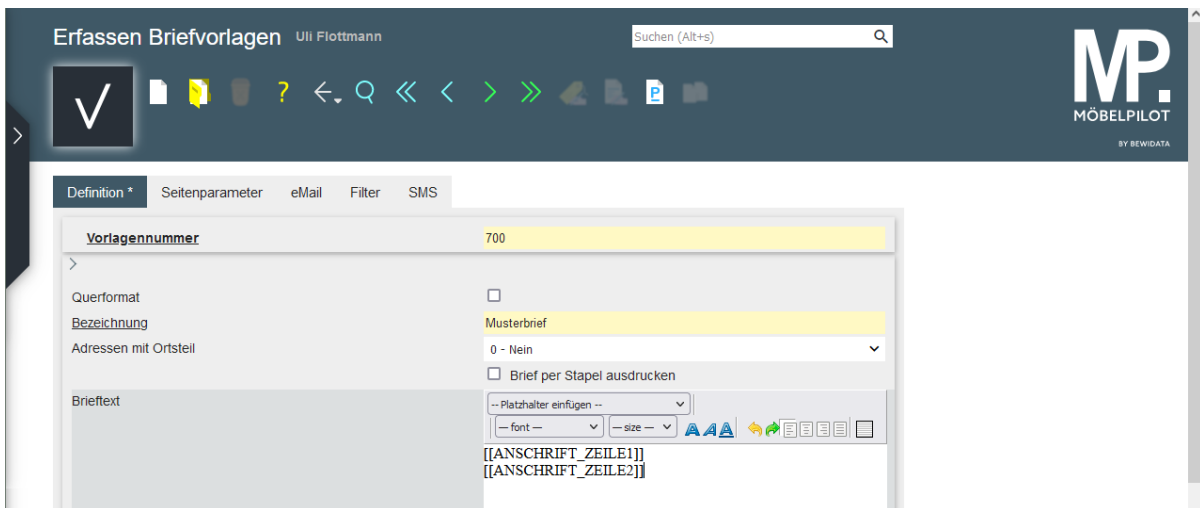 Erfassen Briefvorlagen Uli Flottmann
Suchen (Alt+s)
MP.
MÖBELPILOT
BY BEWIDATA
Definition * Seitenparameter eMail Filter SMS
Vorlagennummer 700
Querformat
Bezeichnung Musterbrief
Adressen mit Ortsteil 0 - Nein
Brief per Stapel ausdrucken
Brieftext -- Platzhalter einfügen --
— font — — size — A A A
[[ANSCHRIFT_ZEILE1]]
[[ANSCHRIFT_ZEILE2]]